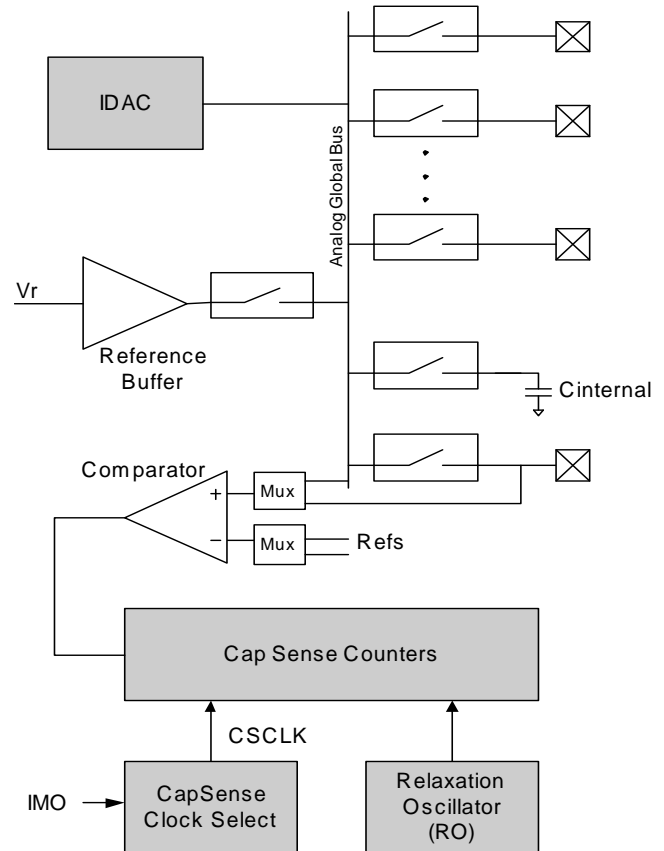 IDAC
Analog Global Bus
Vr
Reference
Buffer
Cinternal
Comparator
+
Mux
−
Mux
Refs
Cap Sense Counters
CSCLK
IMO
CapSense
Clock Select
Relaxation
Oscillator
(RO)